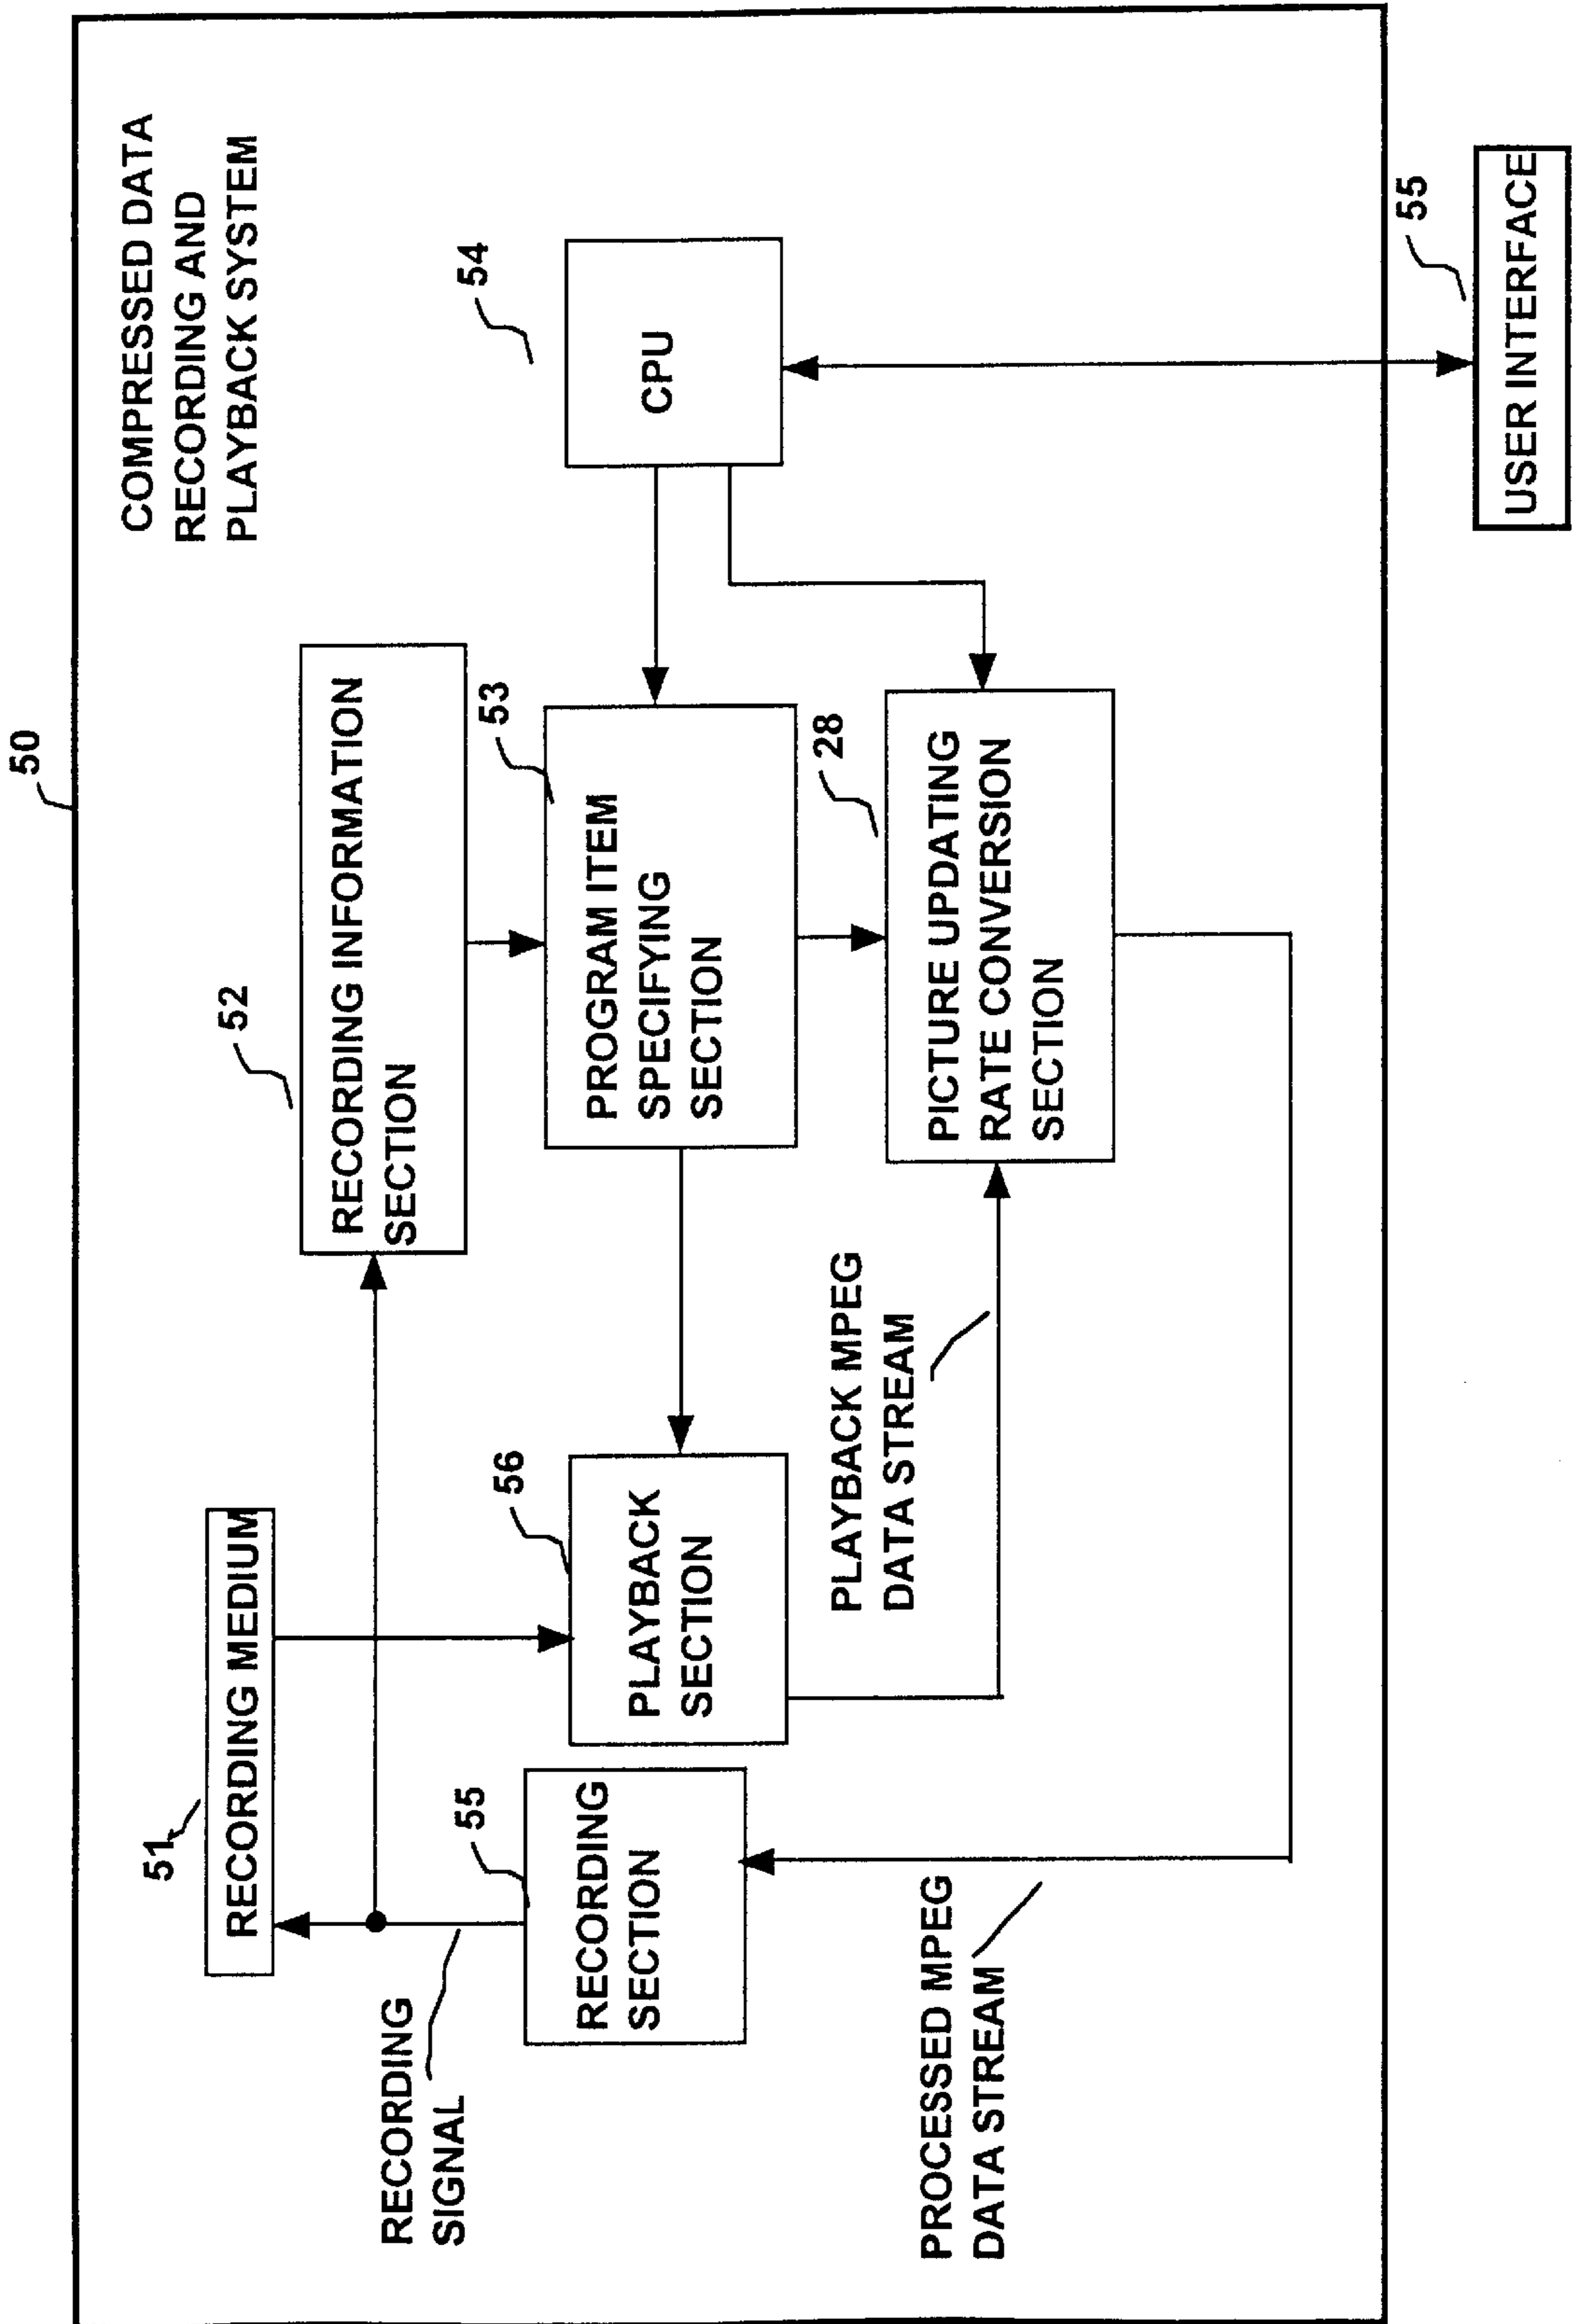 50
COMPRESSED DATA
RECORDING AND
PLAYBACK SYSTEM
51
RECORDING MEDIUM
52
RECORDING INFORMATION
SECTION
RECORDING
SIGNAL
55
RECORDING
SECTION
56
PLAYBACK
SECTION
53
PROGRAM ITEM
SPECIFYING
SECTION
54
CPU
PLAYBACK MPEG
DATA STREAM
28
PICTURE UPDATING
RATE CONVERSION
SECTION
PROCESSED MPEG
DATA STREAM
55
USER INTERFACE